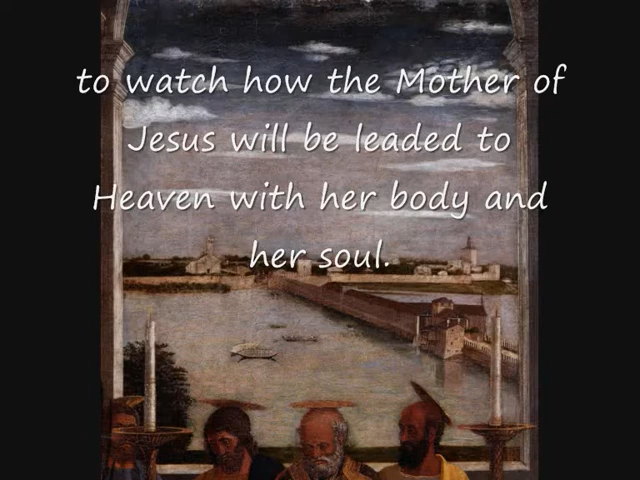 to watch how the Mother of
Jesus will be leaded to
Heaven with her body and
her soul.